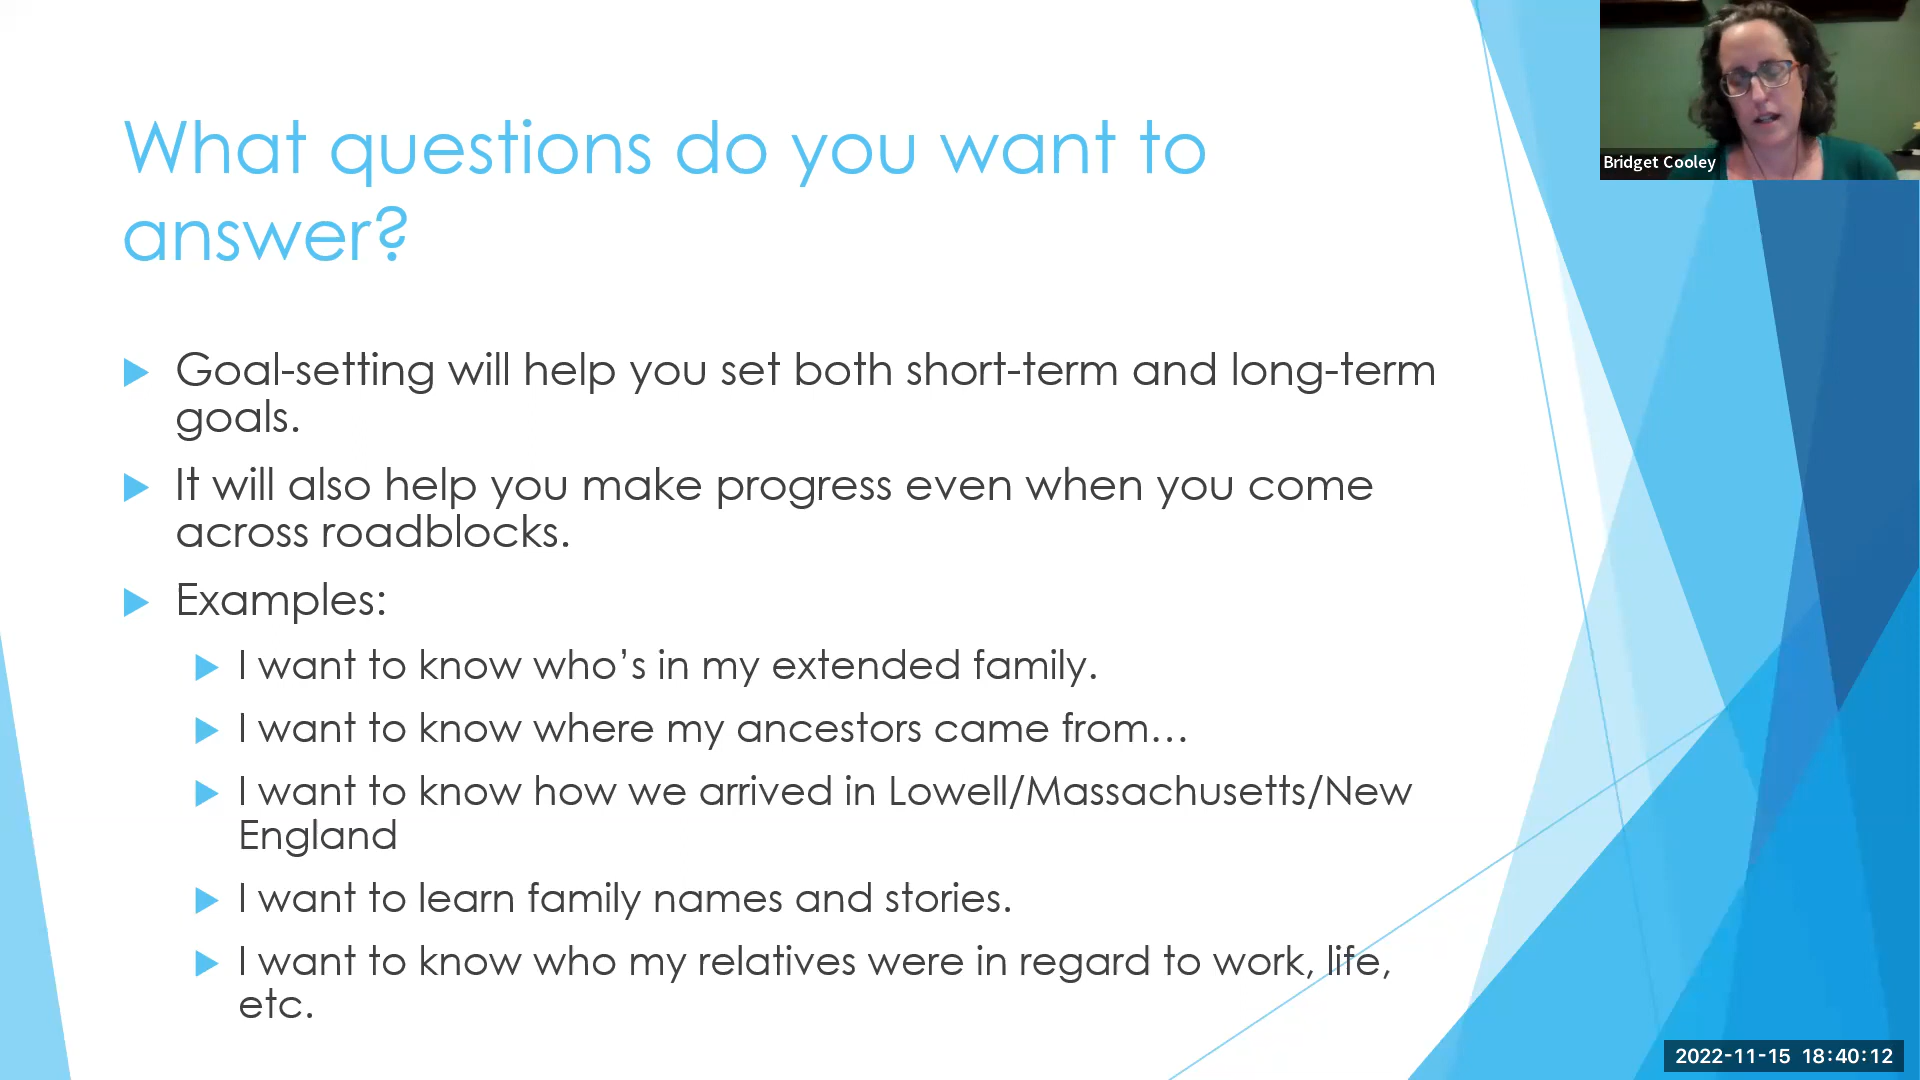 What questions do you want to
answer?
Goal-setting will help you set both short-term and long-term
goals.
It will also help you make progress even when you come
across roadblocks.
Examples:
I want to know who’s in my extended family.
I want to know where my ancestors came from…
I want to know how we arrived in Lowell/Massachusetts/New
England
I want to learn family names and stories.
I want to know who my relatives were in regard to work, life,
etc.
Bridget Cooley
2022-11-15 18:40:12